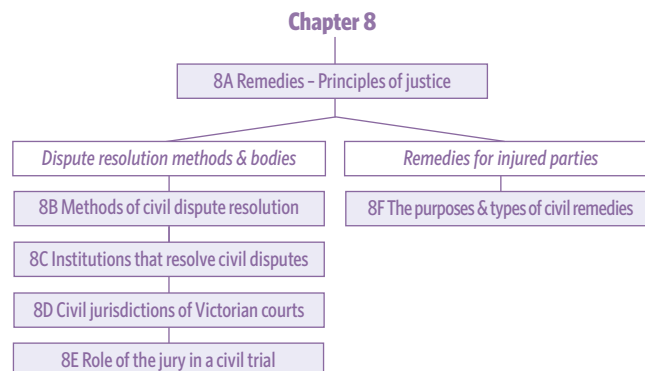 Chapter 8
8A Remedies – Principles of justice
Dispute resolution methods & bodies
Remedies for injured parties
8B Methods of civil dispute resolution
8F The purposes & types of civil remedies
8C Institutions that resolve civil disputes
8D Civil jurisdictions of Victorian courts
8E Role of the jury in a civil trial